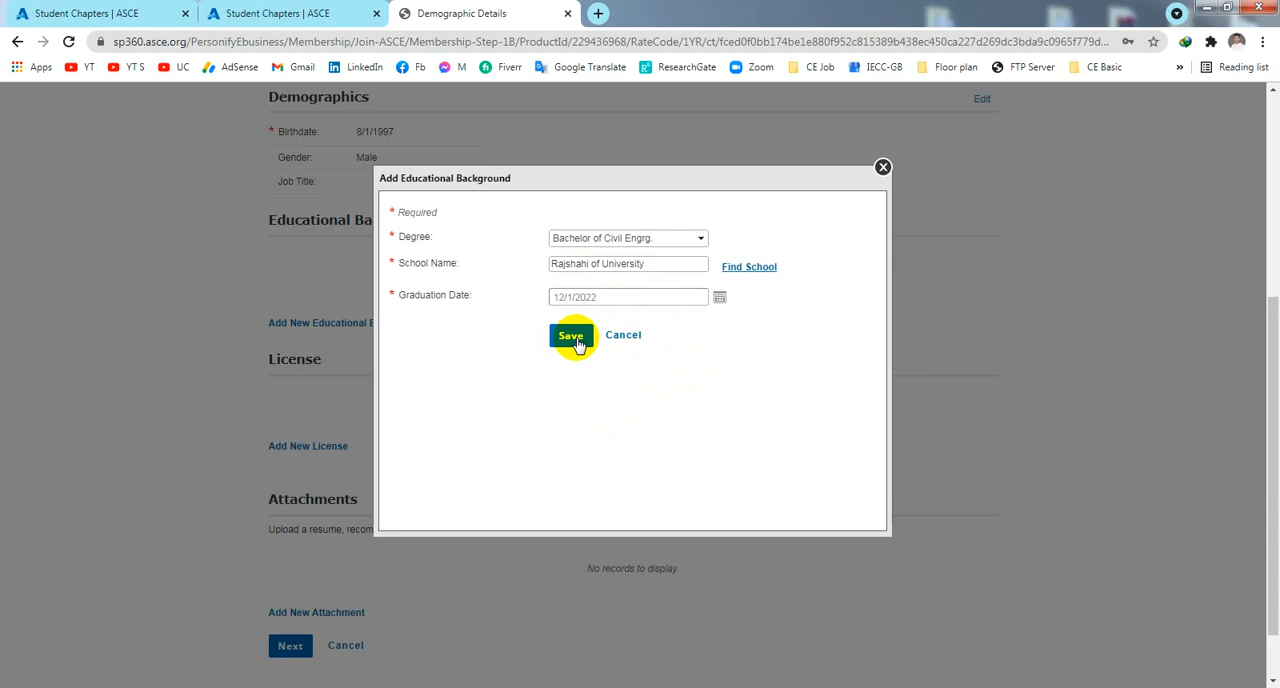 Student Chapters | ASCE
Student Chapters | ASCE
Demographic Details
sp360.asce.org/PersonifyEbusiness/Membership/Join-ASCE/Membership-Step-1B/ProductId/229436968/RateCode/1YR/ct/fced0f0bb174be1e880f952c815389b438ec450ca227d269dc3bda9c0965f779d...
Apps YT YT S UC AdSense Gmail LinkedIn Fb M Fiverr Google Translate ResearchGate Zoom CE Job IECC-GB Floor plan FTP Server CE Basic » Reading list
Demographics Edit
* Birthdate: 8/1/1997
Gender: Male
Job Title:
Add Educational Background
* Required
Educational Ba
* Degree: Bachelor of Civil Engrg.
* School Name: Rajshahi of University Find School
* Graduation Date: 12/1/2022
Add New Educational E
Save Cancel
License
Add New License
Attachments
Upload a resume, recom
No records to display.
Add New Attachment
Next Cancel